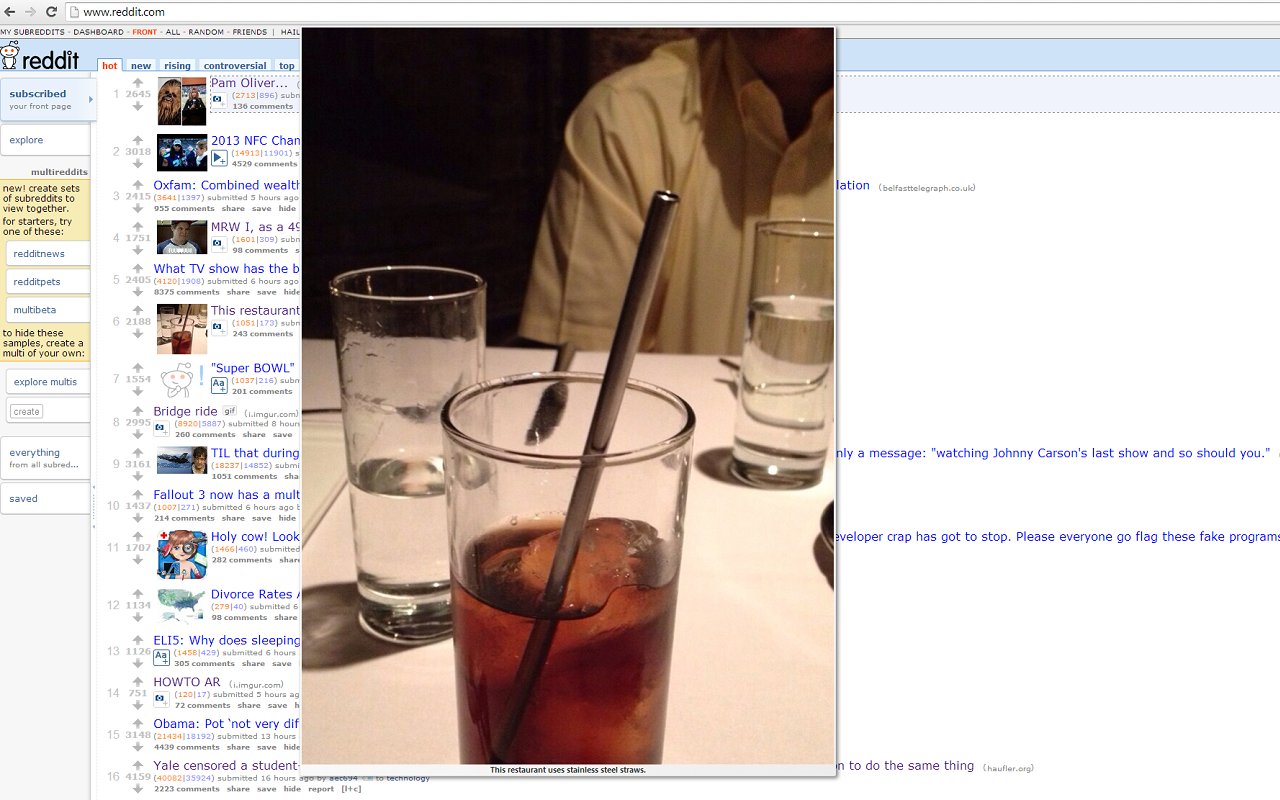 www.reddit.com
MY SUBREDDITS - DASHBOARD - FRONT - ALL - RANDOM - FRIENDS | HAIL
reddit
hot new rising controversial top
subscribed
your front page
explore
multireddits
new! create sets
of subreddits to
view together.
for starters, try
one of these:
redditnews
redditpets
multibeta
to hide these
samples, create a
multi of your own:
explore multis
create
everything
from all subred...
saved
1 2645 Pam Oliver...
(2713|896) subm
136 comments
2 3018 2013 NFC Chan
(14913|11901) s
4529 comments
3 2415 Oxfam: Combined wealth lation (belfasttelegraph.co.uk)
(3641|1397) submitted 5 hours ago
955 comments share save hide
4 1751 MRW I, as a 49
(1601|309) subm
98 comments s
5 2405 What TV show has the b
(4120|1908) submitted 6 hours ago
8375 comments share save hide
6 2188 This restaurant
(1051|173) subm
243 comments
7 1554 "Super BOWL"
Aa (1037|216) subm
201 comments
8 2995 Bridge ride gif (i.imgur.com)
(8920|5887) submitted 8 hours
260 comments share save
9 3161 TIL that during nly a message: "watching Johnny Carson's last show and so should you."
(18237|14852) submi
1051 comments sha
10 1437 Fallout 3 now has a mult
(1007|271) submitted 6 hours ago b
214 comments share save hide
11 1707 Holy cow! Look eveloper crap has got to stop. Please everyone go flag these fake programs
(1466|460) submitted
282 comments share
12 1134 Divorce Rates A
(279|40) submitted 6
98 comments share
13 1126 ELI5: Why does sleeping
Aa (1458|429) submitted 6 hours
305 comments share save
14 751 HOWTO AR (i.imgur.com)
(120|17) submitted 5 hours ag
72 comments share save h
15 3148 Obama: Pot 'not very dif
(21434|18192) submitted 13 hours
4439 comments share save hide
16 4159 Yale censored a student- n to do the same thing (haufler.org)
(40082|35924) submitted 16 hours ago by aec694 to technology
2223 comments share save hide report [l+c]
This restaurant uses stainless steel straws.